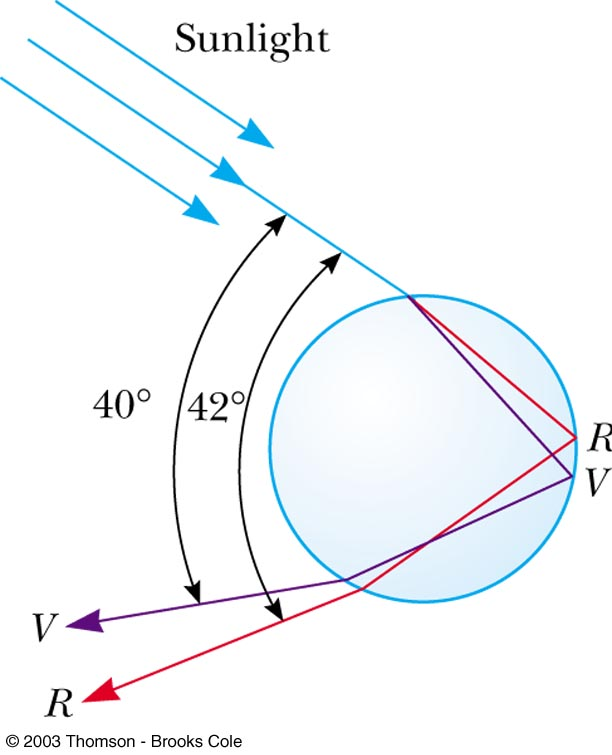 Sunlight
40°
42°
R
V
V
R
© 2003 Thomson - Brooks Cole